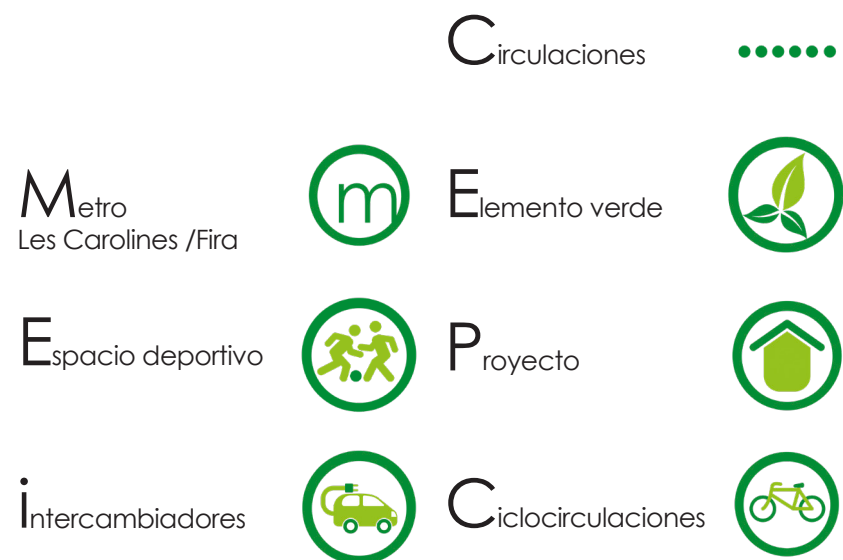 Circulaciones
Metro
Les Carolines /Fira
m
Elemento verde
Espacio deportivo
Proyecto
intercambiadores
Ciclocirculaciones